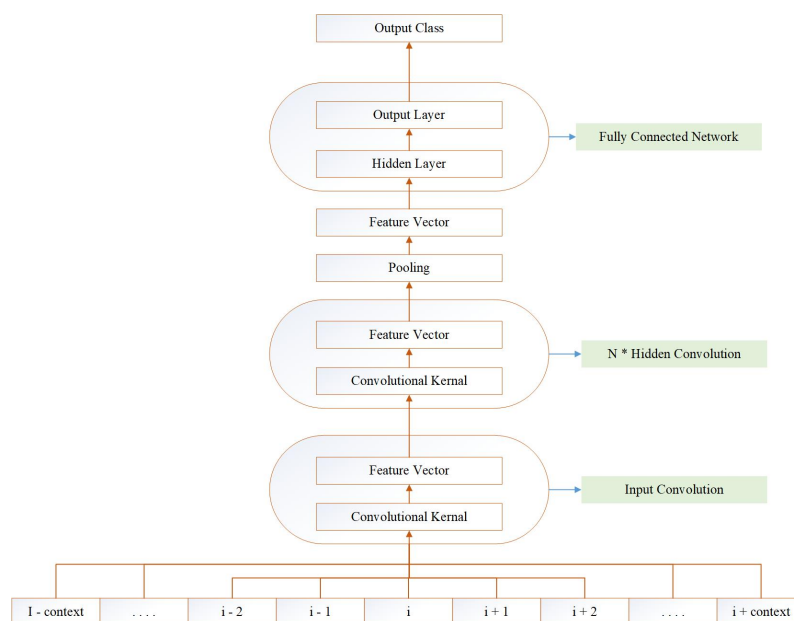 Output Class
Output Layer
Fully Connected Network
Hidden Layer
Feature Vector
Pooling
Feature Vector
N * Hidden Convolution
Convolutional Kernal
Feature Vector
Input Convolution
Convolutional Kernal
I - context
. . . .
i - 2
i - 1
i
i + 1
i + 2
. . . .
i + context